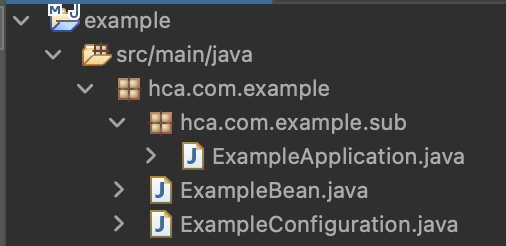 example
src/main/java
hca.com.example
hca.com.example.sub
ExampleApplication.java
ExampleBean.java
ExampleConfiguration.java